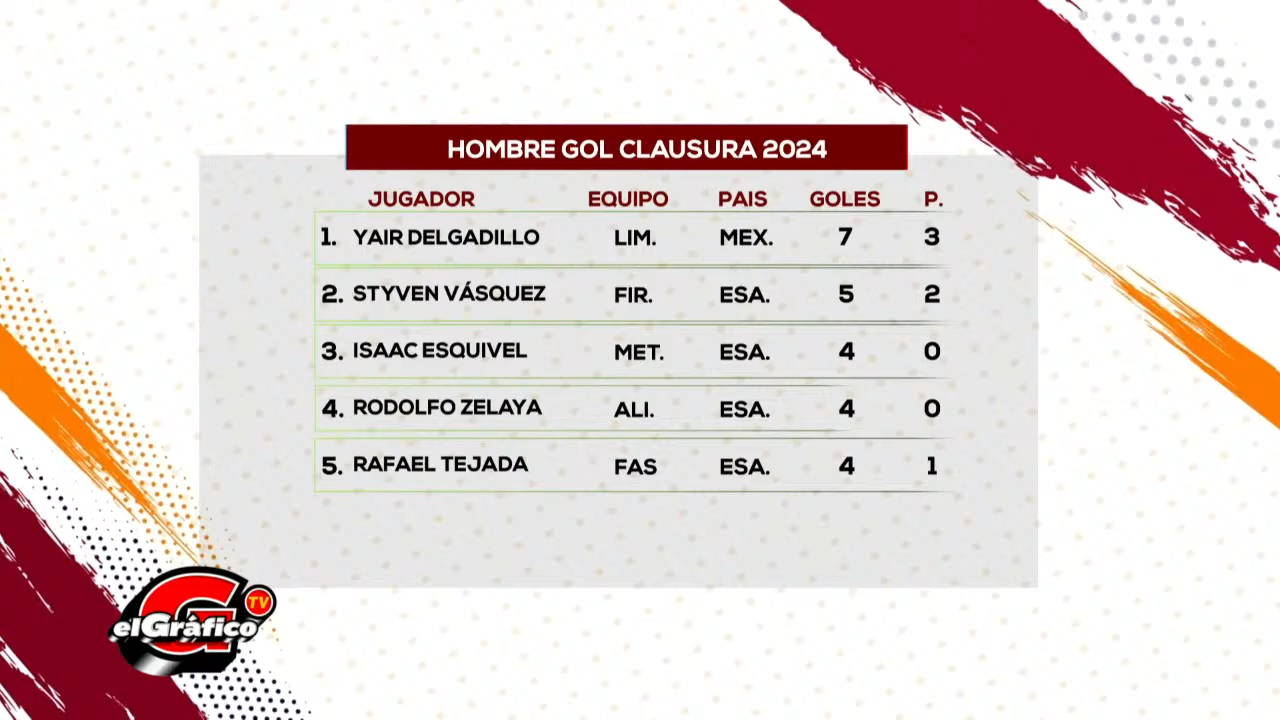 HOMBRE GOL CLAUSURA 2024
JUGADOR EQUIPO PAIS GOLES P.
1. YAIR DELGADILLO LIM. MEX. 7 3
2. STYVEN VÁSQUEZ FIR. ESA. 5 2
3. ISAAC ESQUIVEL MET. ESA. 4 0
4. RODOLFO ZELAYA ALI. ESA. 4 0
5. RAFAEL TEJADA FAS ESA. 4 1
G TV
elGráfico